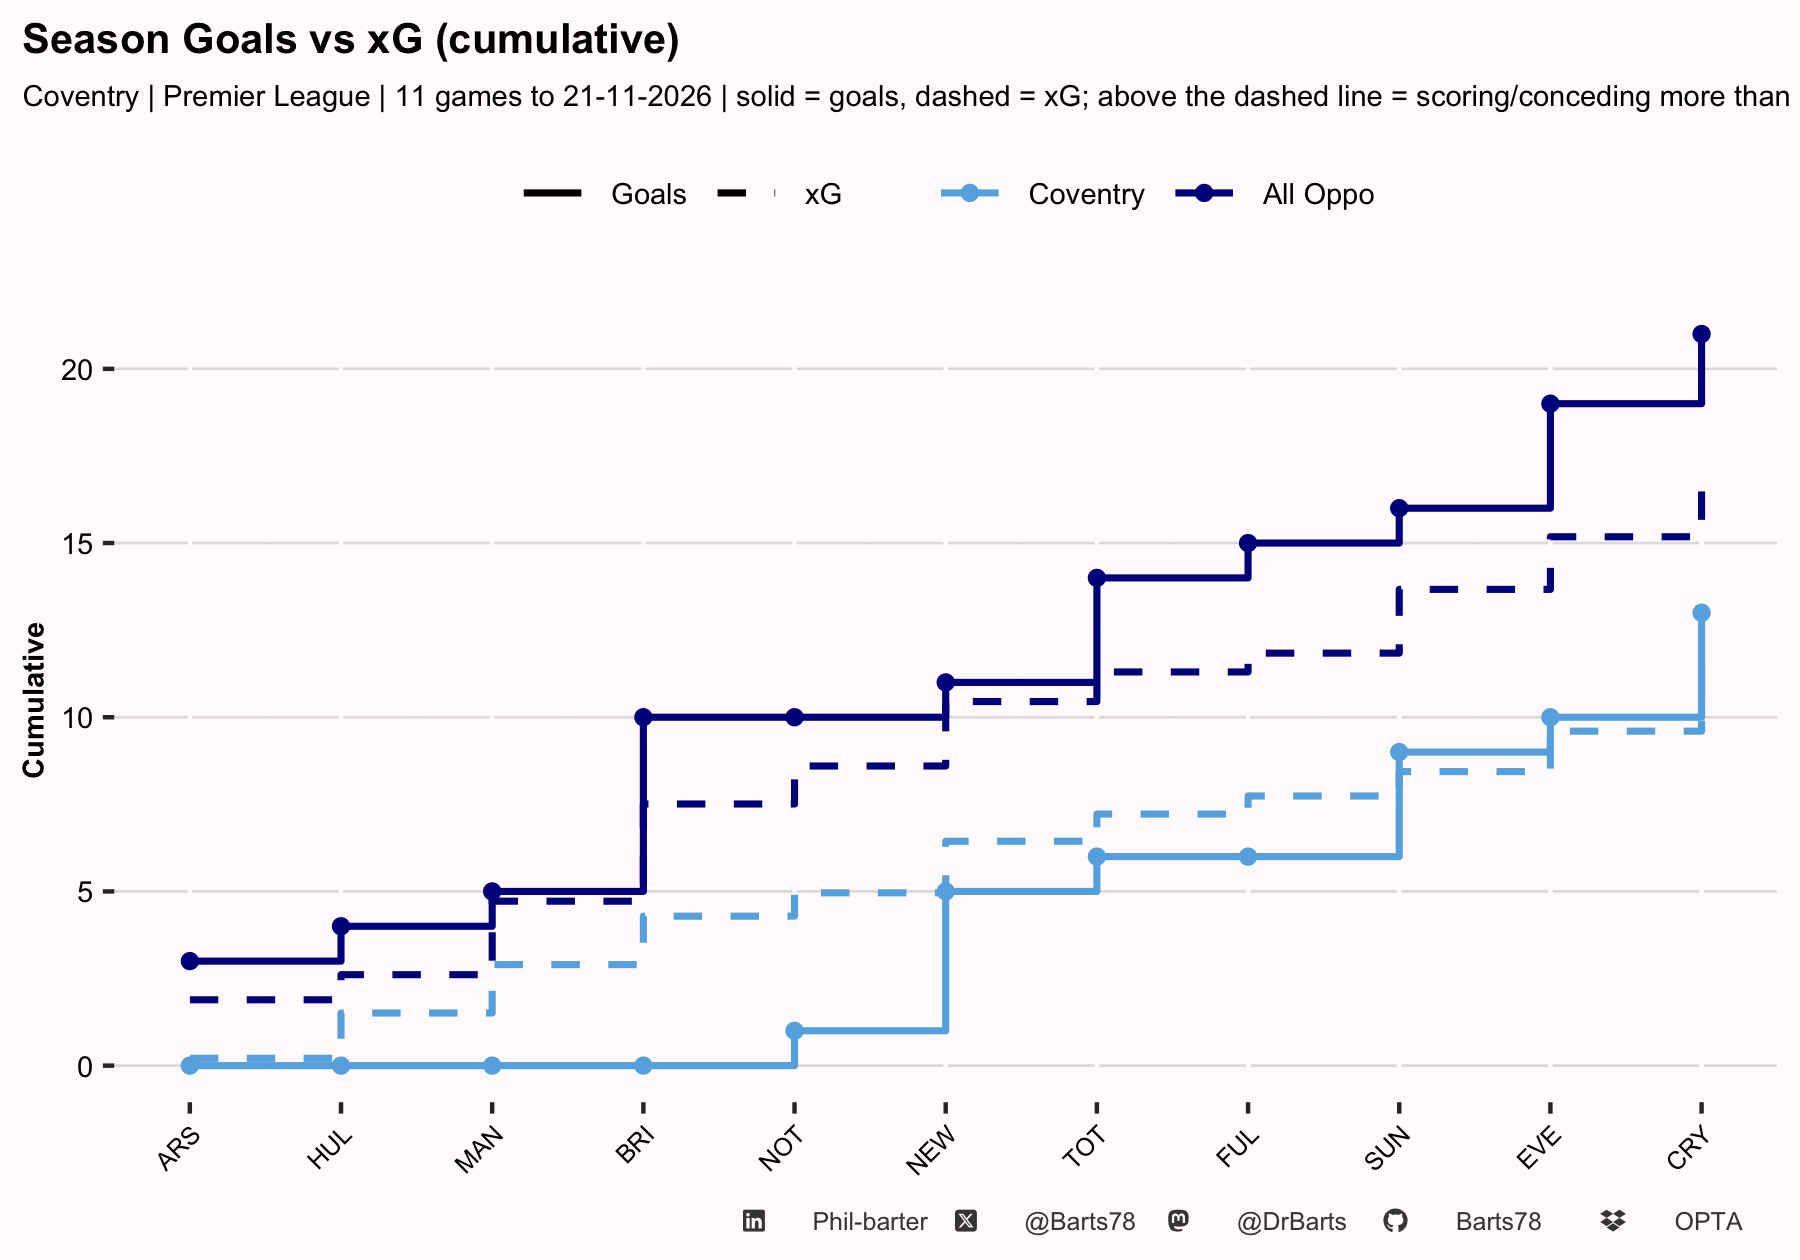 Season Goals vs xG (cumulative)
Coventry | Premier League | 11 games to 21-11-2026 | solid = goals, dashed = xG; above the dashed line = scoring/conceding more than
Goals xG Coventry All Oppo
Cumulative
20
15
10
5
0
ARS HUL MAN BRI NOT NEW TOT FUL SUN EVE CRY
Phil-barter @Barts78 @DrBarts Barts78 OPTA